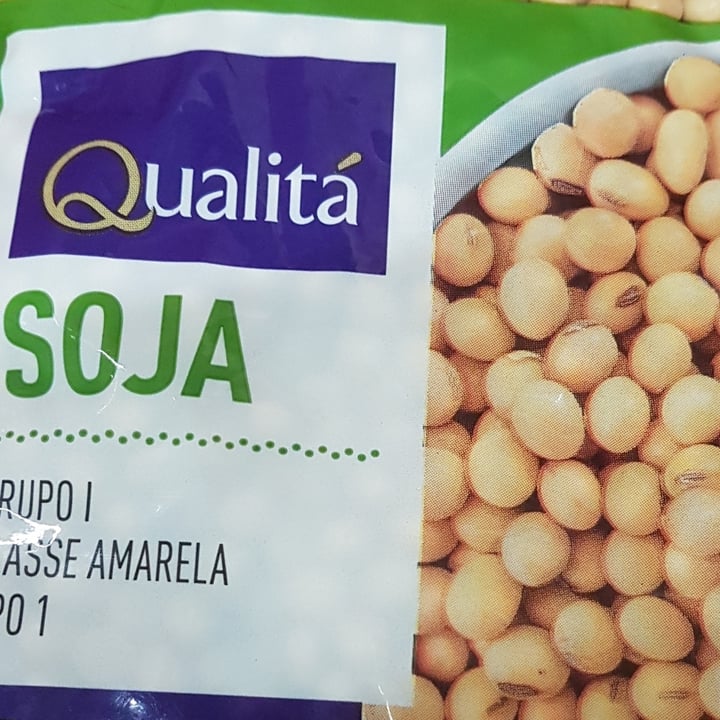 Qualitá
SOJA
RUPO I
ASSE AMARELA
PO 1